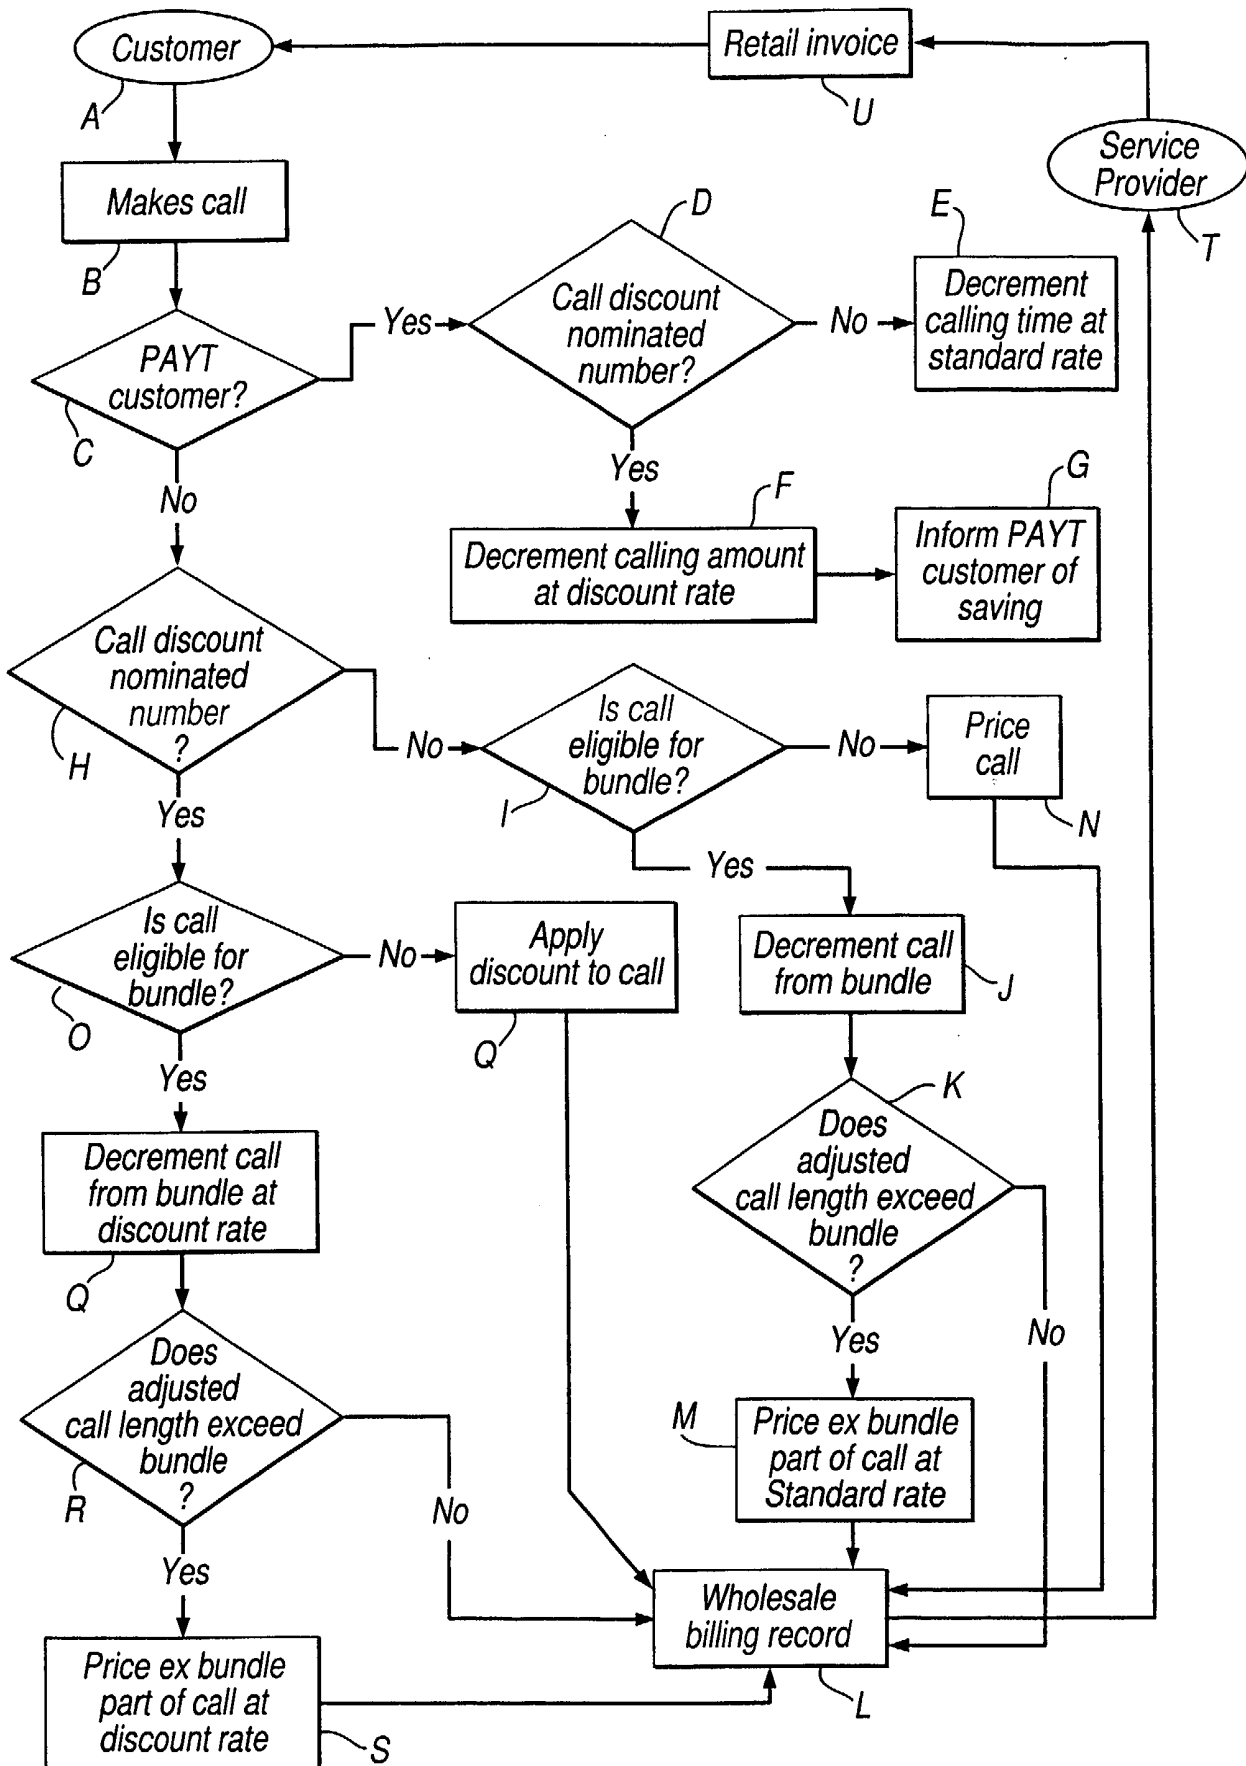 Customer
A
Retail invoice
U
Service
Provider
T
Makes call
B
PAYT
customer?
C
Yes
Call discount
nominated
number?
D
No
Decrement
calling time at
standard rate
E
Yes
Decrement calling amount
at discount rate
F
Inform PAYT
customer of
saving
G
No
Call discount
nominated
number
?
H
No
Is call
eligible for
bundle?
I
No
Price
call
N
Yes
Yes
Is call
eligible for
bundle?
O
No
Apply
discount to call
Q
Decrement call
from bundle
J
Yes
Decrement call
from bundle at
discount rate
Q
Does
adjusted
call length exceed
bundle
?
K
No
Yes
Does
adjusted
call length exceed
bundle
?
R
No
Price ex bundle
part of call at
Standard rate
M
Yes
Wholesale
billing record
L
Price ex bundle
part of call at
discount rate
S